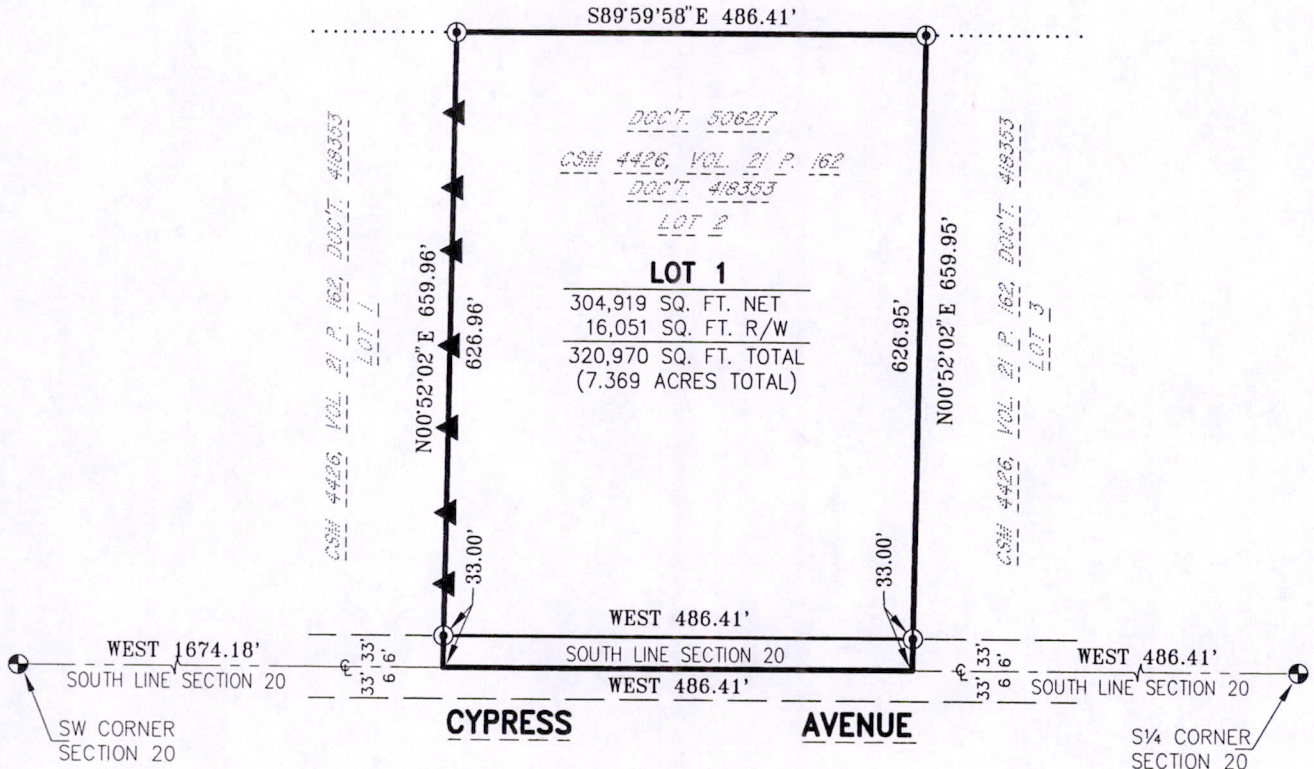 S89°59'58"E 486.41'
DOC'T. 506217
CSM 4426, VOL. 21 P. 162
DOC'T. 418353
LOT 2
LOT 1
304,919 SQ. FT. NET
16,051 SQ. FT. R/W
320,970 SQ. FT. TOTAL
(7.369 ACRES TOTAL)
CSM 4426, VOL. 21 P. 162, DOC'T. 418353
LOT 1
N00°52'02"E 659.96'
626.96'
626.95'
N00°52'02"E 659.95'
CSM 4426, VOL. 21 P. 162, DOC'T. 418353
LOT 3
33.00'
33.00'
WEST 486.41'
SOUTH LINE SECTION 20
WEST 486.41'
WEST 1674.18'
SOUTH LINE SECTION 20
℄ 33' 33'
6' 6'
℄ 33' 33'
6' 6'
WEST 486.41'
SOUTH LINE SECTION 20
SW CORNER
SECTION 20
CYPRESS AVENUE
S1/4 CORNER
SECTION 20